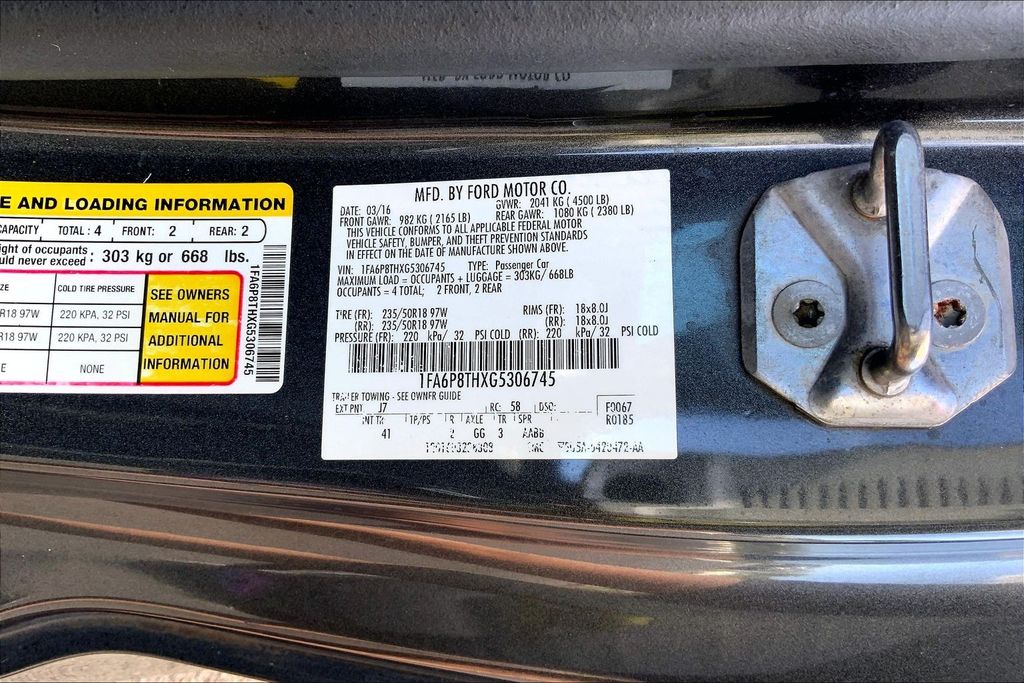 E AND LOADING INFORMATION
CAPACITY TOTAL: 4 FRONT: 2 REAR: 2
ight of occupants
uld never exceed : 303 kg or 668 lbs.
ZE COLD TIRE PRESSURE
R18 97W 220 KPA, 32 PSI
R18 97W 220 KPA, 32 PSI
E NONE
SEE OWNERS
MANUAL FOR
ADDITIONAL
INFORMATION
1FA6P8THXG5306745
MFD. BY FORD MOTOR CO.
DATE: 03/16 GVWR: 2041 KG ( 4500 LB)
FRONT GAWR: 982 KG ( 2165 LB) REAR GAWR: 1080 KG ( 2380 LB)
THIS VEHICLE CONFORMS TO ALL APPLICABLE FEDERAL MOTOR
VEHICLE SAFETY, BUMPER, AND THEFT PREVENTION STANDARDS
IN EFFECT ON THE DATE OF MANUFACTURE SHOWN ABOVE.
VIN: 1FA6P8THXG5306745 TYPE: Passenger Car
MAXIMUM LOAD = OCCUPANTS + LUGGAGE = 303KG/ 668LB
OCCUPANTS = 4 TOTAL; 2 FRONT, 2 REAR
TIRE (FR): 235/50R18 97W RIMS (FR): 18x8.0J
(RR): 235/50R18 97W (RR): 18x8.0J
PRESSURE (FR): 220 kPa/ 32 PSI COLD (RR): 220 kPa/ 32 PSI COLD
1FA6P8THXG5306745
TRAILER TOWING - SEE OWNER GUIDE
EXT PNT J7 RC: 58 DSO: F0067
INT TR TP/PS R AXLE TR SPR R0185
41 2 GG 3 AABB